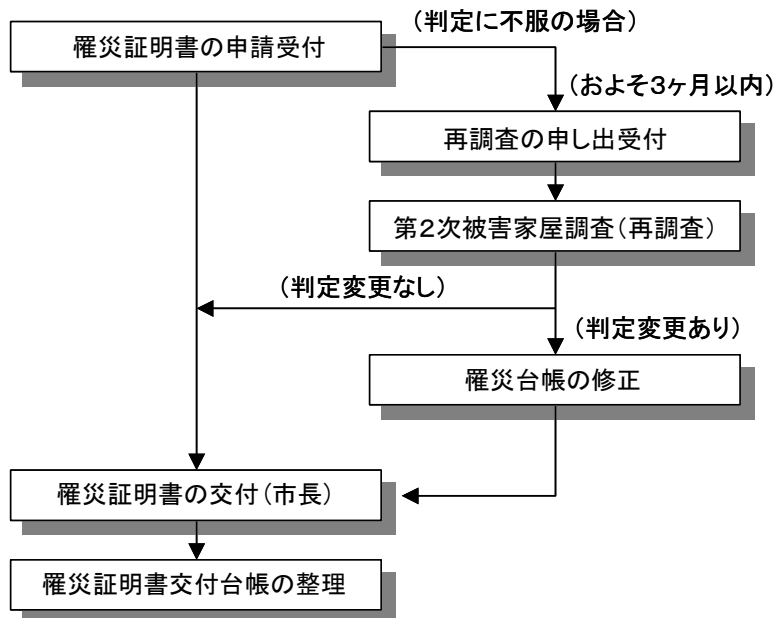 罹災証明書の申請受付
（判定に不服の場合）
（およそ３ヶ月以内）
再調査の申し出受付
第２次被害家屋調査（再調査）
（判定変更なし）
（判定変更あり）
罹災台帳の修正
罹災証明書の交付（市長）
罹災証明書交付台帳の整理